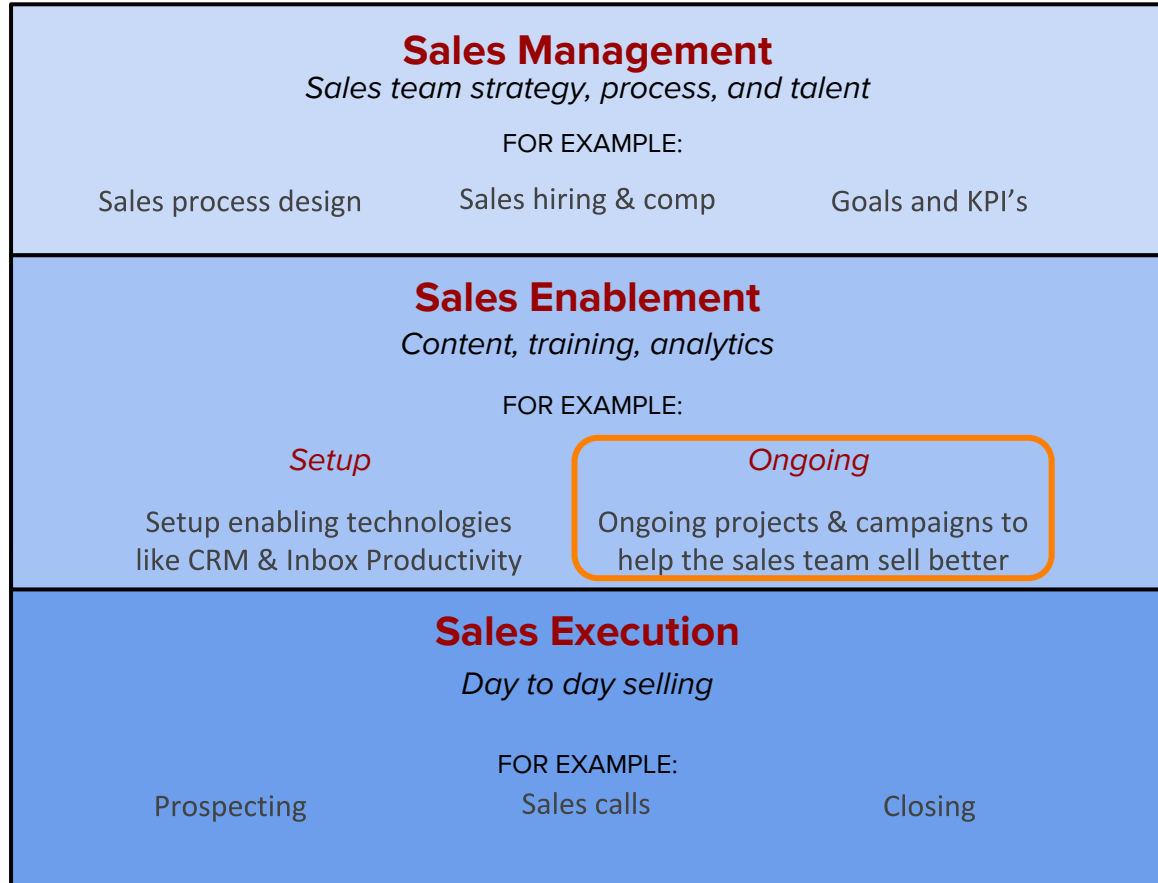 Sales Management
Sales team strategy, process, and talent
FOR EXAMPLE:
Sales process design
Sales hiring & comp
Goals and KPI's
Sales Enablement
Content, training, analytics
FOR EXAMPLE:
Setup
Setup enabling technologies
like CRM & Inbox Productivity
Ongoing
Ongoing projects & campaigns to
help the sales team sell better
Sales Execution
Day to day selling
FOR EXAMPLE:
Prospecting
Sales calls
Closing